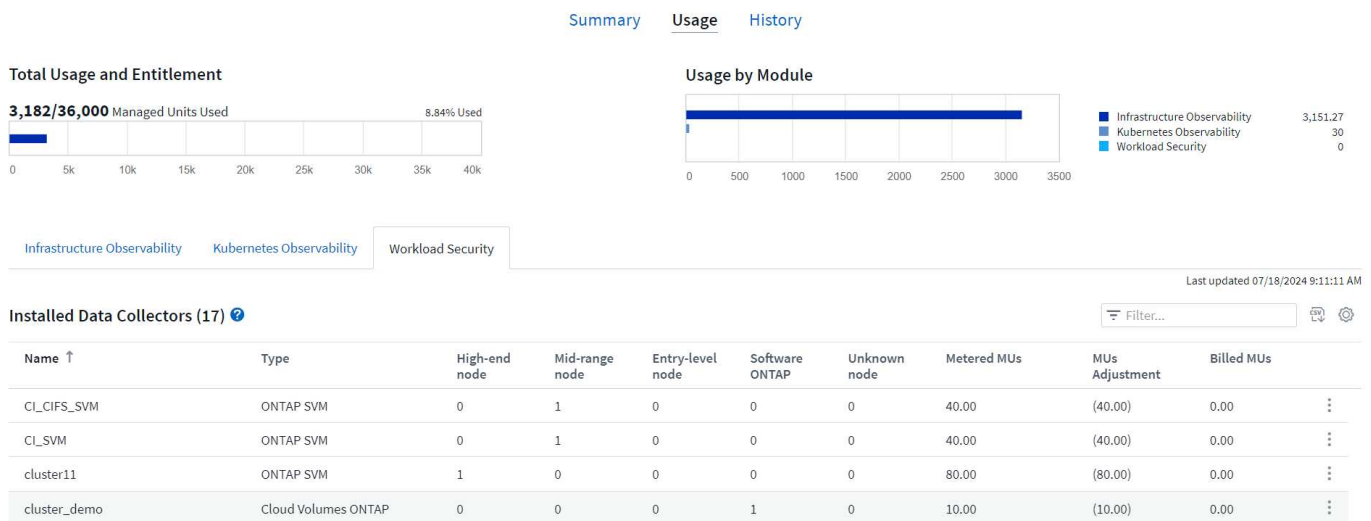 Summary Usage History
Total Usage and Entitlement
3,182/36,000 Managed Units Used 8.84% Used
0 5k 10k 15k 20k 25k 30k 35k 40k
Usage by Module
Infrastructure Observability 3,151.27
Kubernetes Observability 30
Workload Security 0
0 500 1000 1500 2000 2500 3000 3500
Infrastructure Observability Kubernetes Observability Workload Security
Last updated 07/18/2024 9:11:11 AM
Installed Data Collectors (17) ?
Filter...
CSV
Name ↑ Type High-end node Mid-range node Entry-level node Software ONTAP Unknown node Metered MUs MUs Adjustment Billed MUs
CI_CIFS_SVM ONTAP SVM 0 1 0 0 0 40.00 (40.00) 0.00
CI_SVM ONTAP SVM 0 1 0 0 0 40.00 (40.00) 0.00
cluster11 ONTAP SVM 1 0 0 0 0 80.00 (80.00) 0.00
cluster_demo Cloud Volumes ONTAP 0 0 0 1 0 10.00 (10.00) 0.00